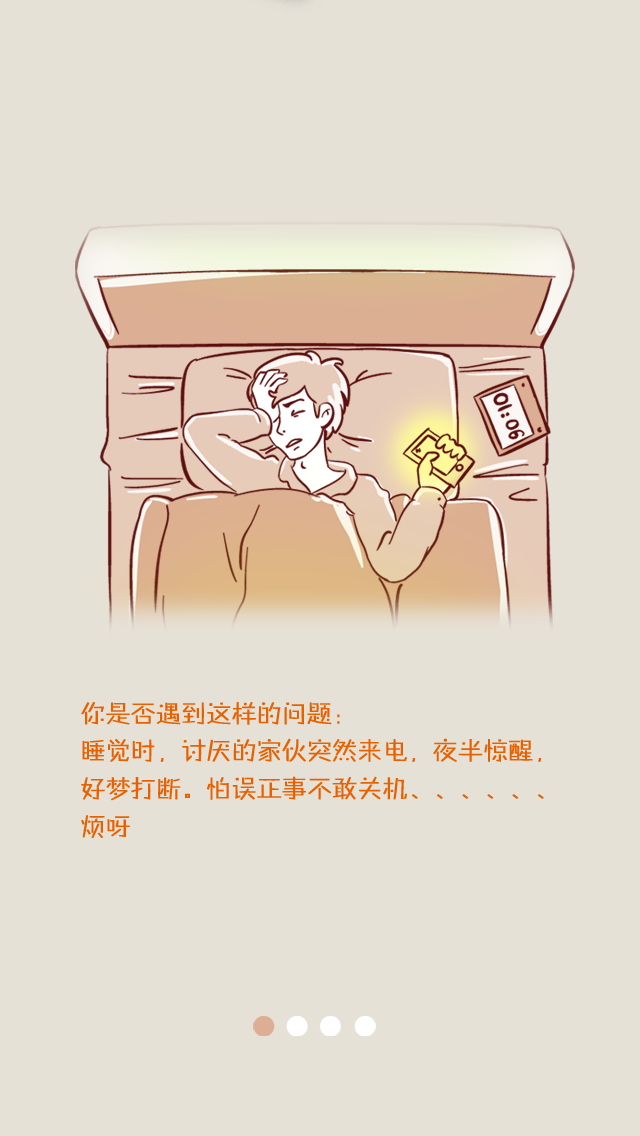 01:06
你是否遇到这样的问题：
睡觉时，讨厌的家伙突然来电，夜半惊醒，
好梦打断。怕误正事不敢关机、、、、、、
烦呀